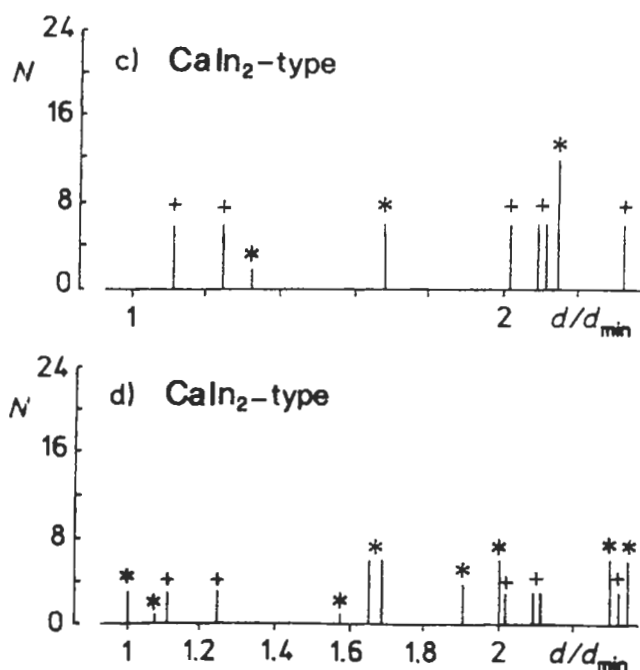 24
N
16
8
0
c) CaIn₂-type
+ + * * + + * +
1 2 d/dmin
24
N
16
8
0
d) CaIn₂-type
* * + + * * * * + + * + *
1 1.2 1.4 1.6 1.8 2 d/dmin